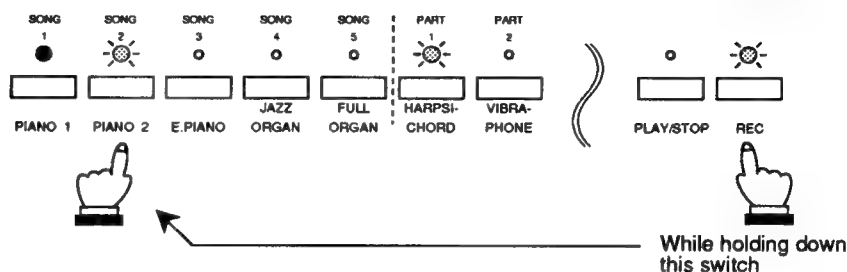 SONG SONG SONG SONG SONG PART PART
1 2 3 4 5 1 2
JAZZ FULL HARPSI- VIBRA-
PIANO 1 PIANO 2 E.PIANO ORGAN ORGAN CHORD PHONE PLAY/STOP REC
While holding down
this switch